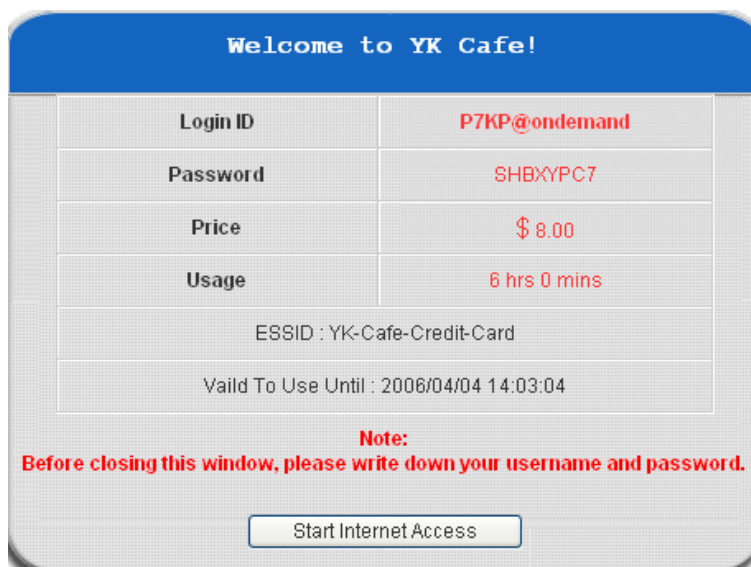 Welcome to YK Cafe!
Login ID P7KP@ondemand
Password SHBXYPC7
Price $ 8.00
Usage 6 hrs 0 mins
ESSID : YK-Cafe-Credit-Card
Vaild To Use Until : 2006/04/04 14:03:04
Note:
Before closing this window, please write down your username and password.
Start Internet Access